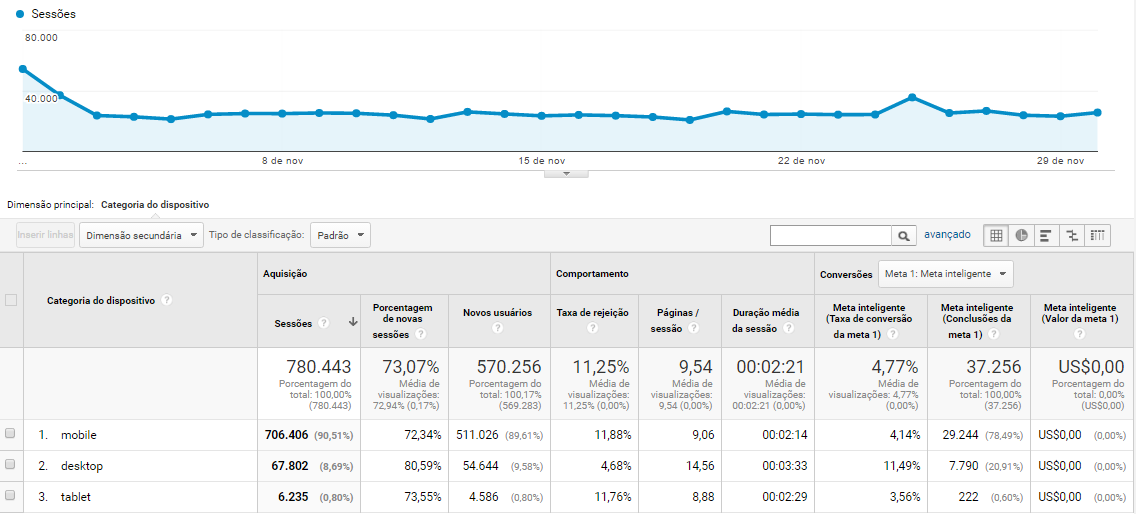 Sessões
80.000
40.000
... 8 de nov 15 de nov 22 de nov 29 de nov
Dimensão principal: Categoria do dispositivo
Inserir linhas Dimensão secundária Tipo de classificação: Padrão avançado
Categoria do dispositivo ?
Aquisição Comportamento Conversões Meta 1: Meta inteligente
Sessões ?
Porcentagem
de novas
sessões ?
Novos usuários
?
Taxa de rejeição
?
Páginas /
sessão ?
Duração média
da sessão ?
Meta inteligente
(Taxa de conversão
da meta 1) ?
Meta inteligente
(Conclusões da
meta 1) ?
Meta inteligente
(Valor da meta 1)
?
780.443
Porcentagem do
total: 100,00%
(780.443)
73,07%
Média de
visualizações:
72,94% (0,17%)
570.256
Porcentagem do
total: 100,17%
(569.283)
11,25%
Média de
visualizações:
11,25% (0,00%)
9,54
Média de
visualizações:
9,54 (0,00%)
00:02:21
Média de
visualizações:
00:02:21 (0,00%)
4,77%
Média de
visualizações: 4,77%
(0,00%)
37.256
Porcentagem do
total: 100,00%
(37.256)
US$0,00
Porcentagem do
total: 0,00%
(US$0,00)
1. mobile 706.406 (90,51%) 72,34% 511.026 (89,61%) 11,88% 9,06 00:02:14 4,14% 29.244 (78,49%) US$0,00 (0,00%)
2. desktop 67.802 (8,69%) 80,59% 54.644 (9,58%) 4,68% 14,56 00:03:33 11,49% 7.790 (20,91%) US$0,00 (0,00%)
3. tablet 6.235 (0,80%) 73,55% 4.586 (0,80%) 11,76% 8,88 00:02:29 3,56% 222 (0,60%) US$0,00 (0,00%)